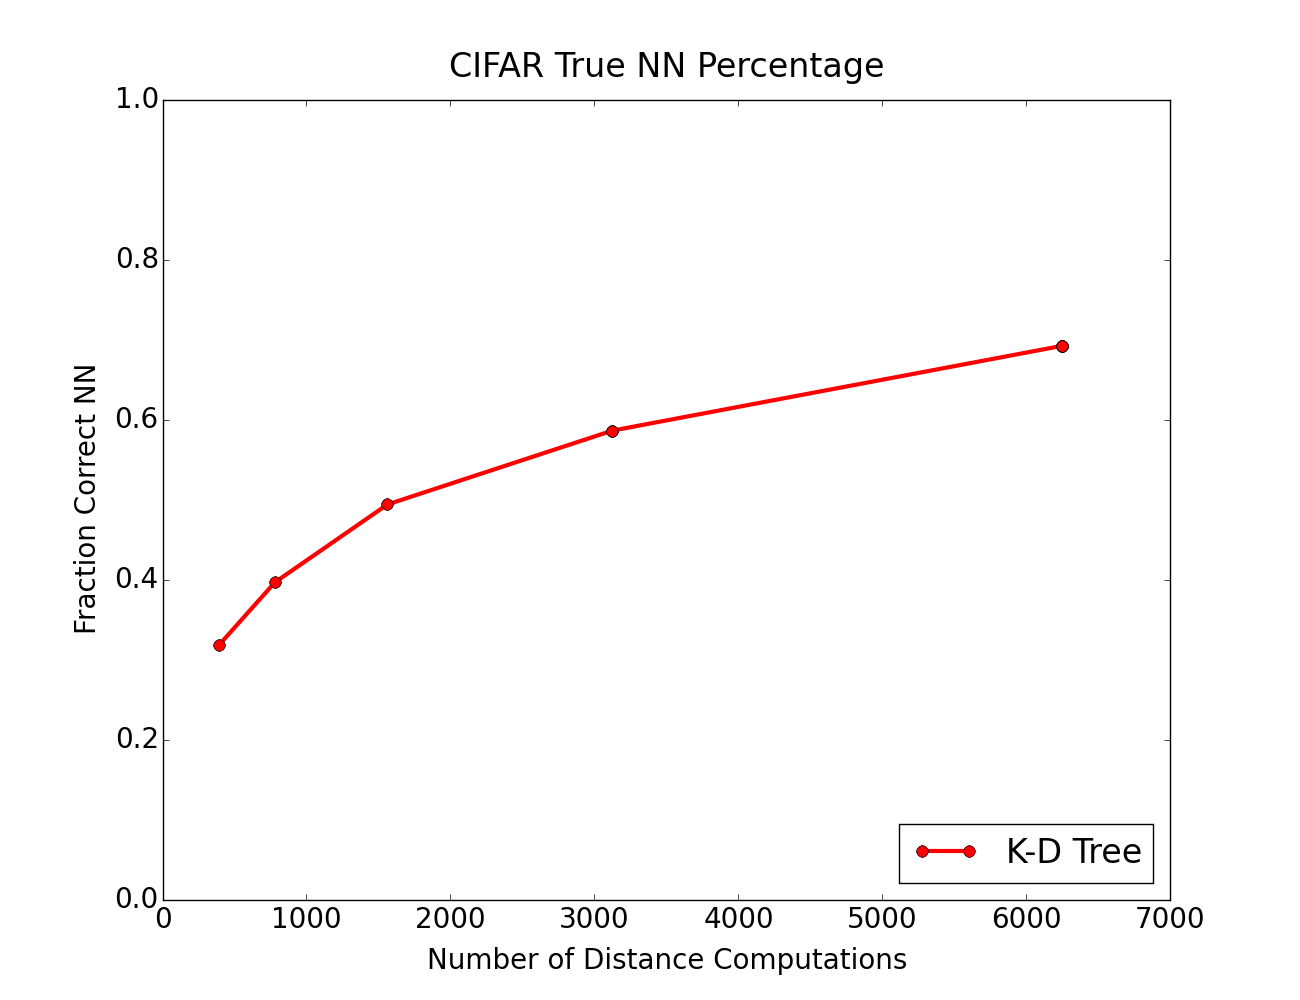 CIFAR True NN Percentage
1.0
0.8
0.6
0.4
0.2
0.0
Fraction Correct NN
K-D Tree
0 1000 2000 3000 4000 5000 6000 7000
Number of Distance Computations